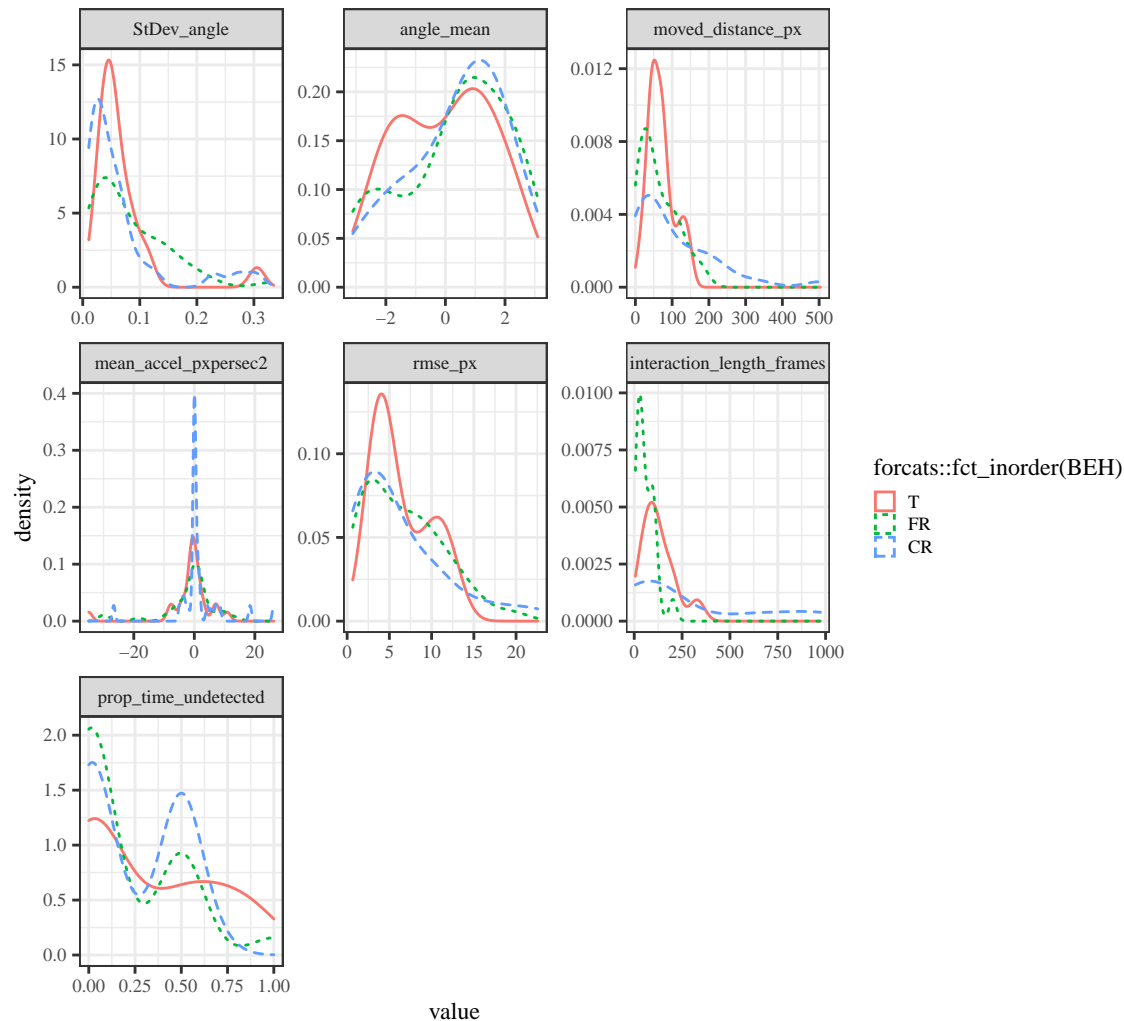 StDev_angle
angle_mean
moved_distance_px
0
5
10
15
0.0 0.1 0.2 0.3
0.00
0.05
0.10
0.15
0.20
−2 0 2
0.000
0.004
0.008
0.012
0 100 200 300 400 500
mean_accel_pxpersec2
rmse_px
interaction_length_frames
0.0
0.1
0.2
0.3
0.4
−20 0 20
0.00
0.05
0.10
0 5 10 15 20
0.0000
0.0025
0.0050
0.0075
0.0100
0 250 500 750 1000
prop_time_undetected
0.0
0.5
1.0
1.5
2.0
0.00 0.25 0.50 0.75 1.00
value
density
forcats::fct_inorder(BEH)
T
FR
CR